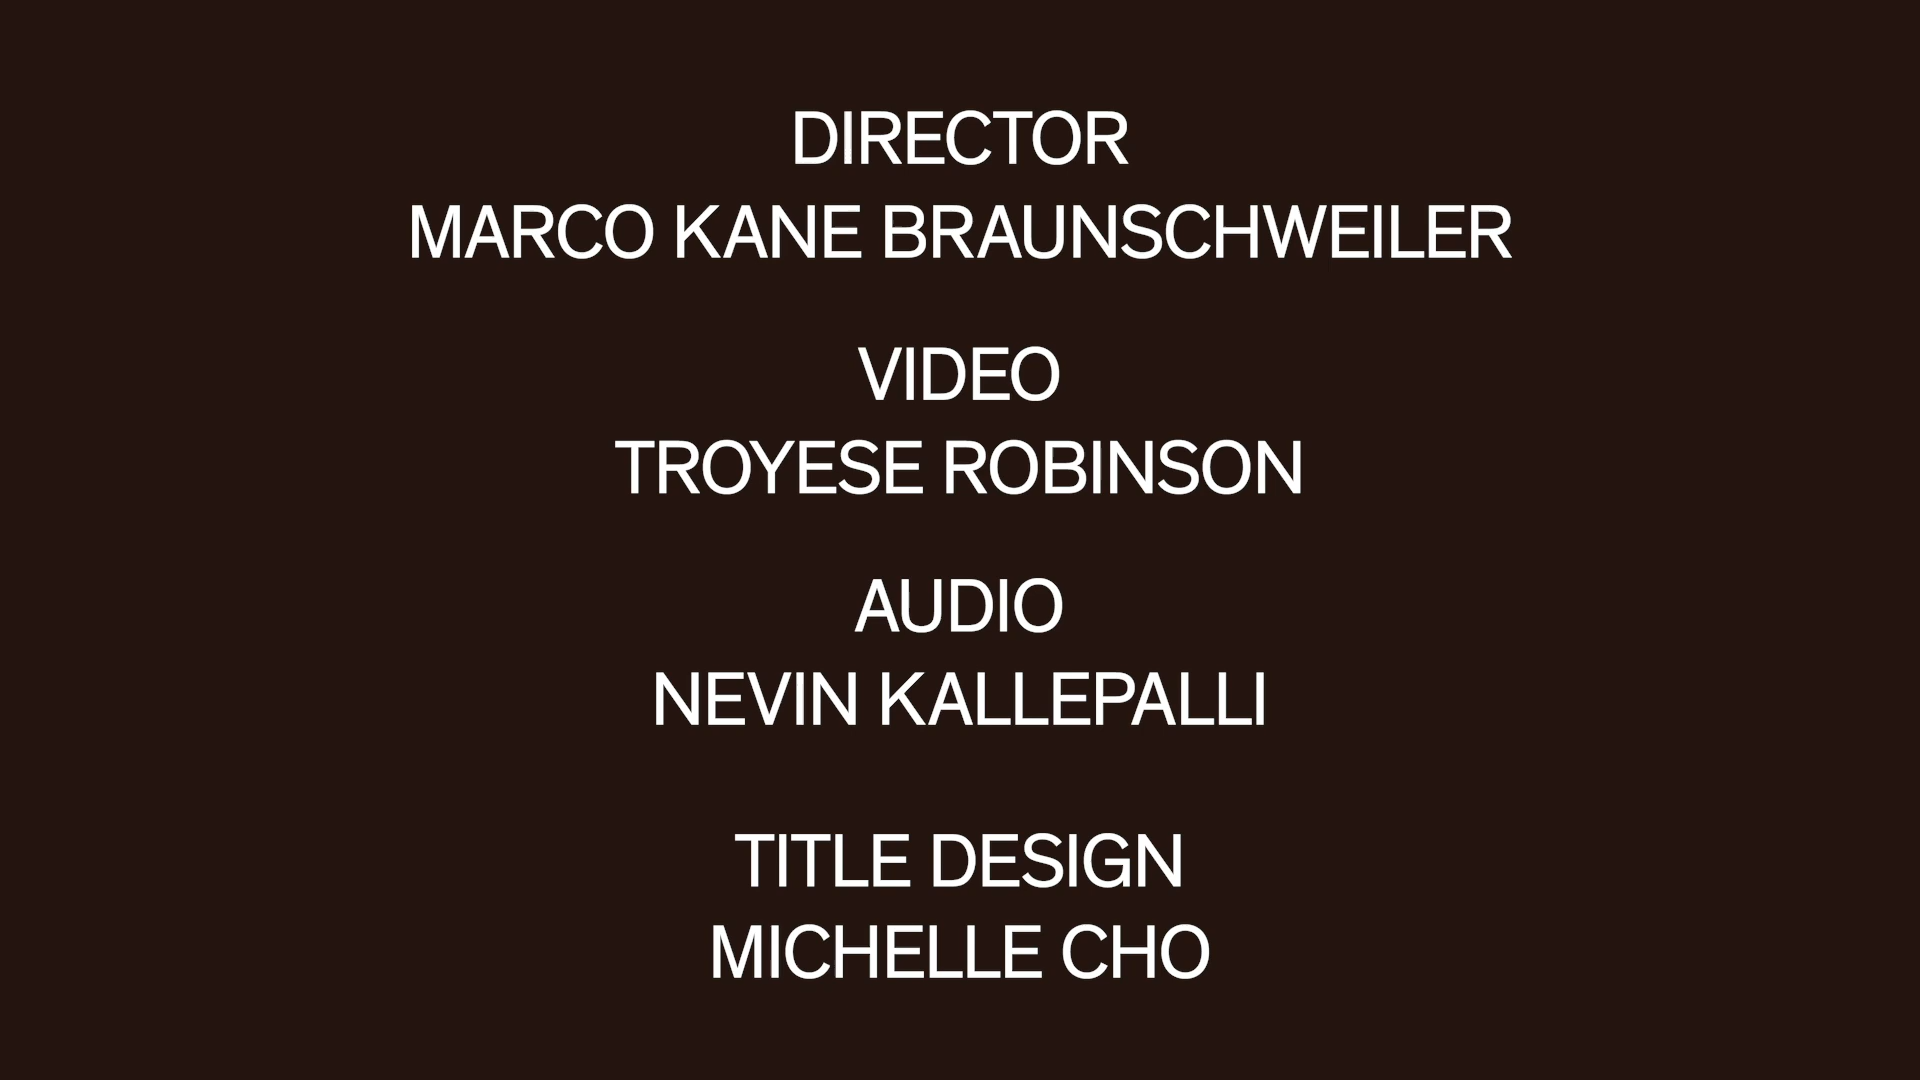 DIRECTOR
MARCO KANE BRAUNSCHWEILER
VIDEO
TROYESE ROBINSON
AUDIO
NEVIN KALLEPALLI
TITLE DESIGN
MICHELLE CHO